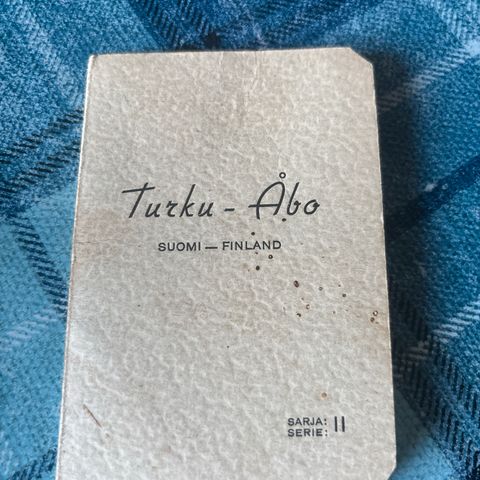 Turku - Åbo
SUOMI — FINLAND
SARJA: II
SERIE: